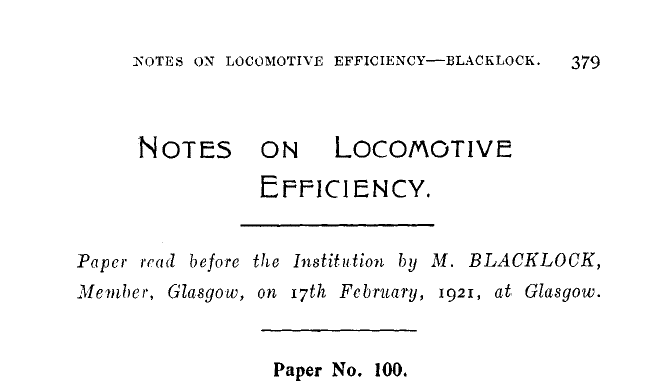 NOTES ON LOCOMOTIVE EFFICIENCY—BLACKLOCK. 379
NOTES ON LOCOMOTIVE
EFFICIENCY.
Paper read before the Institution by M. BLACKLOCK,
Member, Glasgow, on 17th February, 1921, at Glasgow.
Paper No. 100.